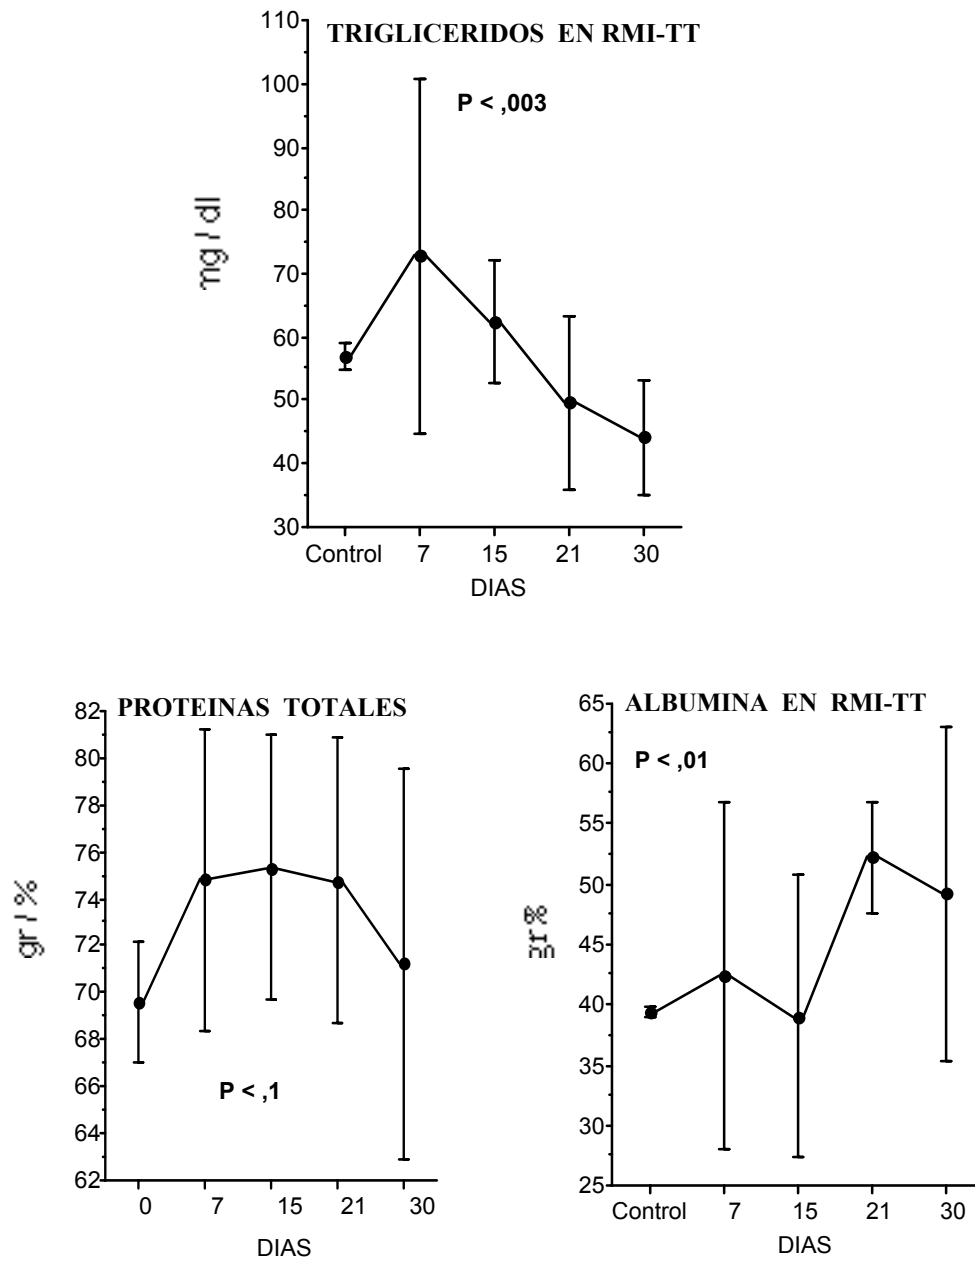 TRIGLICERIDOS EN RMI-TT
P < ,003
mg / dl
110
100
90
80
70
60
50
40
30
Control 7 15 21 30
DIAS
PROTEINAS TOTALES
gr / %
82
80
78
76
74
72
70
68
66
64
62
P < ,1
0 7 15 21 30
DIAS
ALBUMINA EN RMI-TT
P < ,01
gr%
65
60
55
50
45
40
35
30
25
Control 7 15 21 30
DIAS